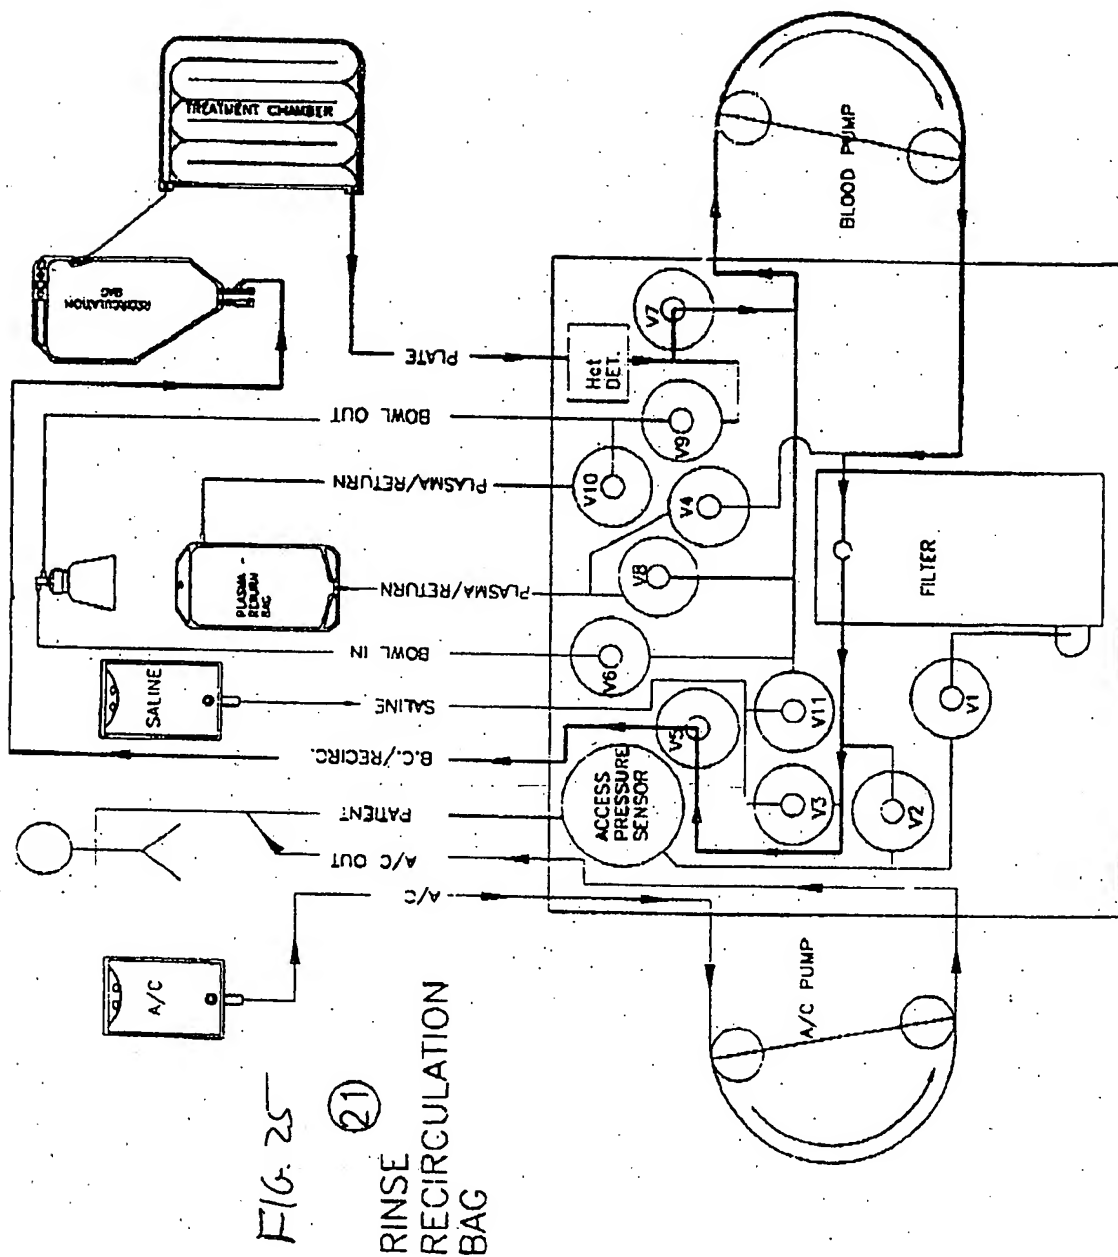 FIG. 25
21
RINSE
RECIRCULATION
BAG
A/C
SALINE
PLASMA –
RETURN
BAG
RECIRCULATION
BAG
TREATMENT CHAMBER
A/C
A/C OUT
PATIENT
B.C./RECIRC.
SALINE
BOWL IN
PLASMA/RETURN
PLASMA/RETURN
BOWL OUT
PLATE
ACCESS
PRESSURE
SENSOR
V5
V6
V8
V10
V4
V9
Hct
DET.
V7
V3
V11
V2
V1
FILTER
A/C PUMP
BLOOD PUMP